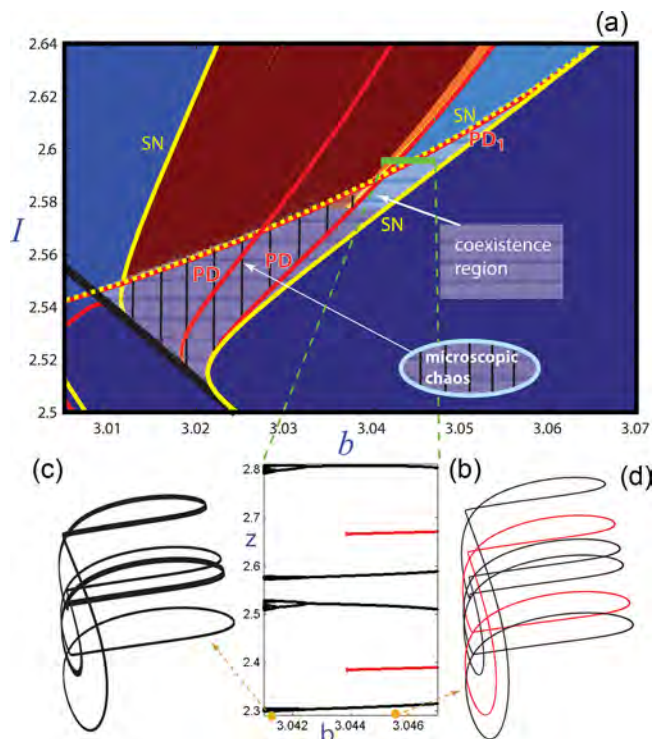 (a)
2.64
2.62
2.6
2.58
2.56
2.54
2.52
2.5
I
SN
SN
PD1
SN
PD
PD
coexistence
region
microscopic
chaos
3.01
3.02
3.03
3.04
3.05
3.06
3.07
b
(c)
(b)
(d)
2.8
2.7
z
2.6
2.5
2.4
2.3
3.042
3.044
3.046
b